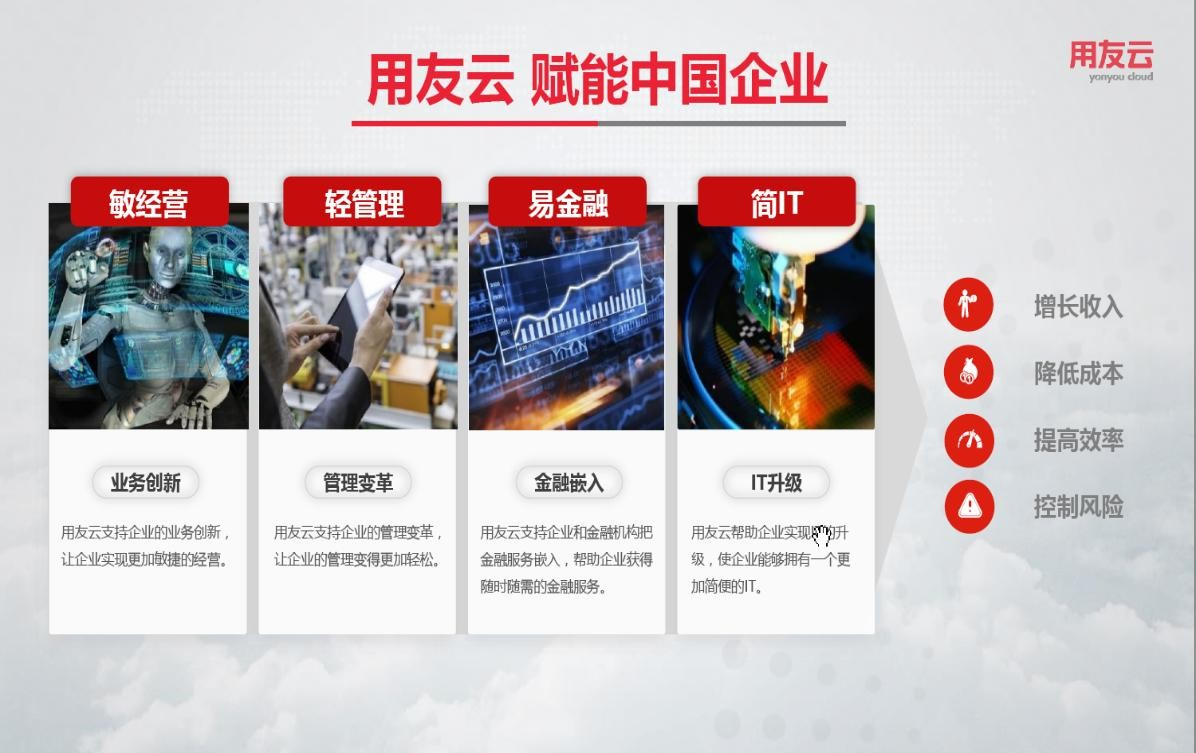 用友云 赋能中国企业
用友云
yonyou cloud
敏经营
轻管理
易金融
简IT
业务创新
用友云支持企业的业务创新，
让企业实现更加敏捷的经营。
管理变革
用友云支持企业的管理变革，
让企业的管理变得更加轻松。
金融嵌入
用友云支持企业和金融机构把
金融服务嵌入，帮助企业获得
随时随需的金融服务。
IT升级
用友云帮助企业实现 的升
级，使企业能够拥有一个更
加简便的IT。
增长收入
降低成本
提高效率
控制风险